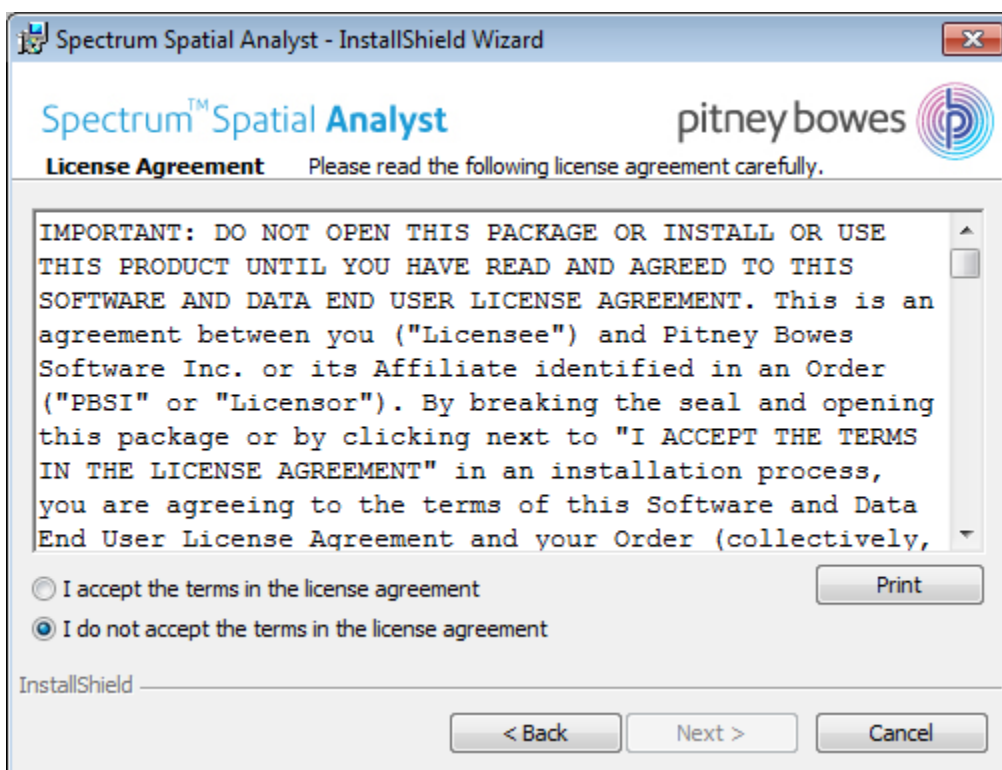 Spectrum Spatial Analyst - InstallShield Wizard
Spectrum™ Spatial Analyst
pitney bowes
License Agreement Please read the following license agreement carefully.
IMPORTANT: DO NOT OPEN THIS PACKAGE OR INSTALL OR USE
THIS PRODUCT UNTIL YOU HAVE READ AND AGREED TO THIS
SOFTWARE AND DATA END USER LICENSE AGREEMENT. This is an
agreement between you ("Licensee") and Pitney Bowes
Software Inc. or its Affiliate identified in an Order
("PBSI" or "Licensor"). By breaking the seal and opening
this package or by clicking next to "I ACCEPT THE TERMS
IN THE LICENSE AGREEMENT" in an installation process,
you are agreeing to the terms of this Software and Data
End User License Agreement and your Order (collectively,
I accept the terms in the license agreement
Print
I do not accept the terms in the license agreement
InstallShield
< Back
Next >
Cancel